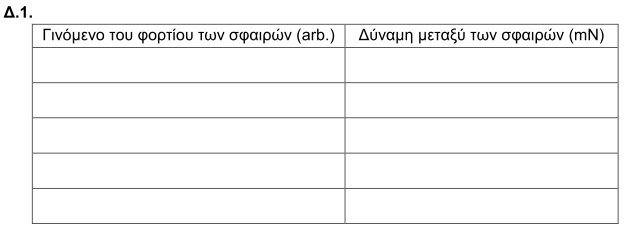 Δ.1.
Γινόμενο του φορτίου των σφαιρών (arb.) Δύναμη μεταξύ των σφαιρών (mN)